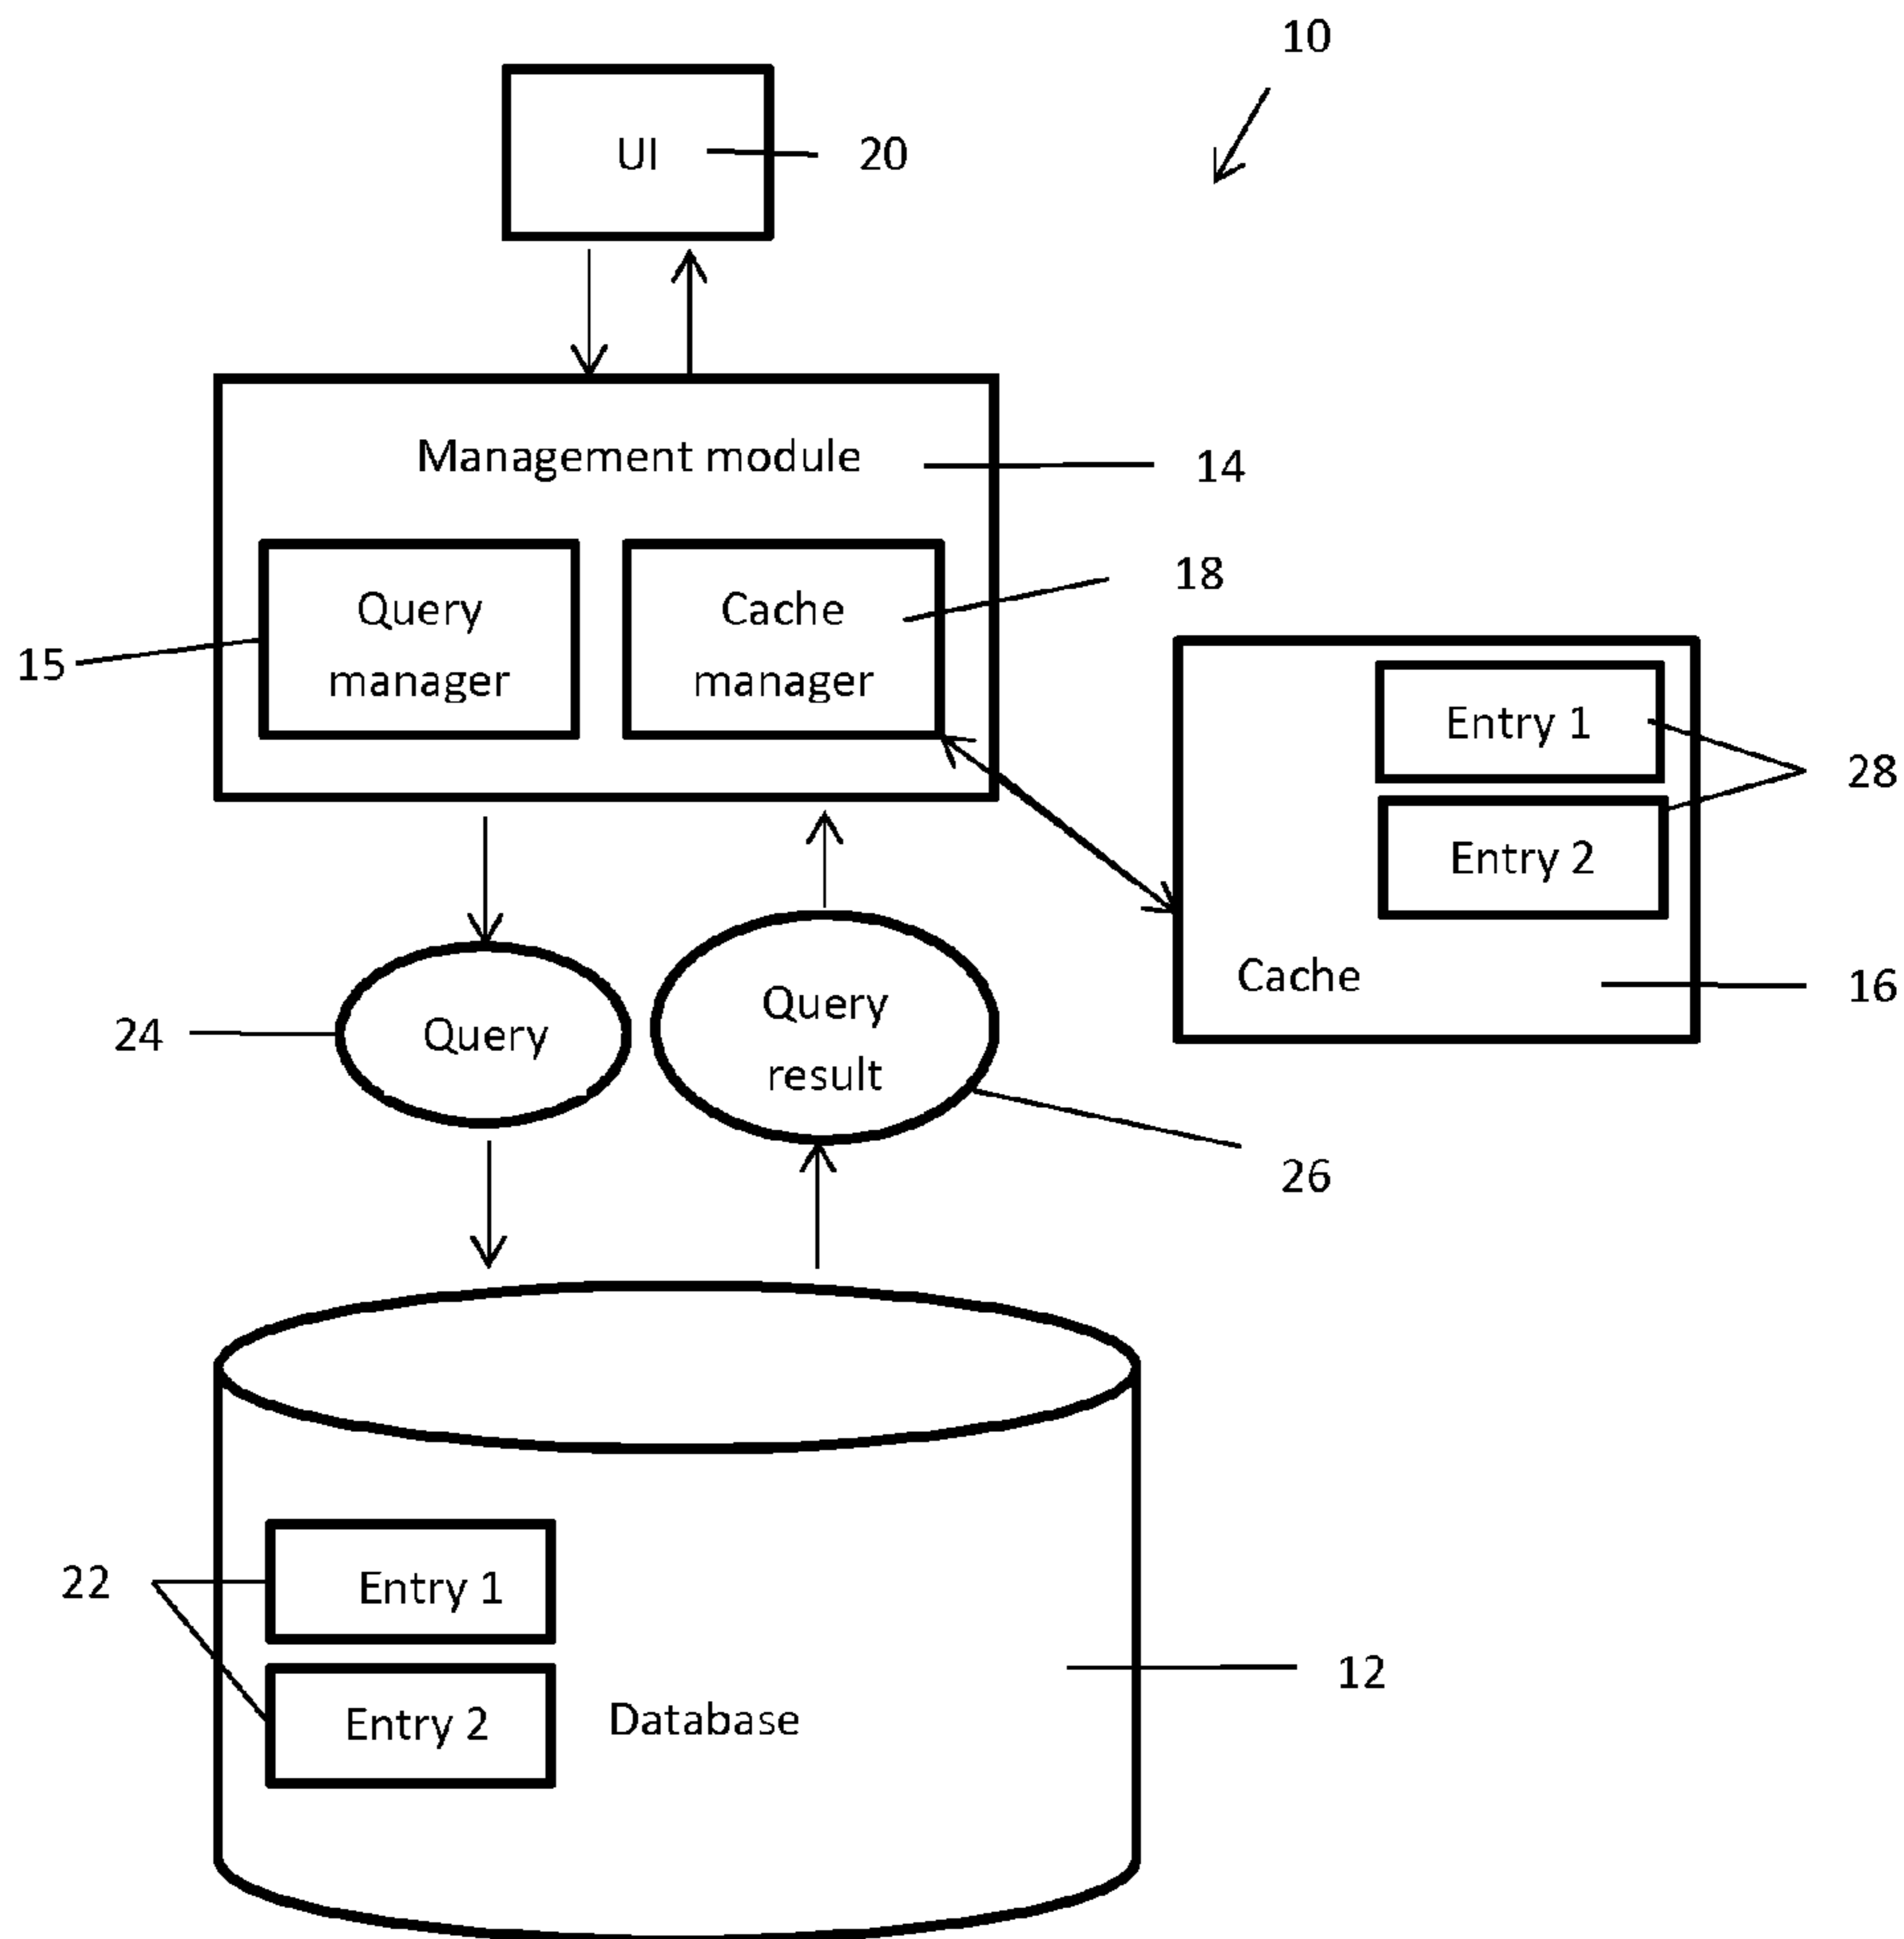 10
UI
20
Management module
14
Query
manager
15
Cache
manager
18
Entry 1
Entry 2
28
Cache
16
Query
24
Query
result
26
Entry 1
Entry 2
22
Database
12